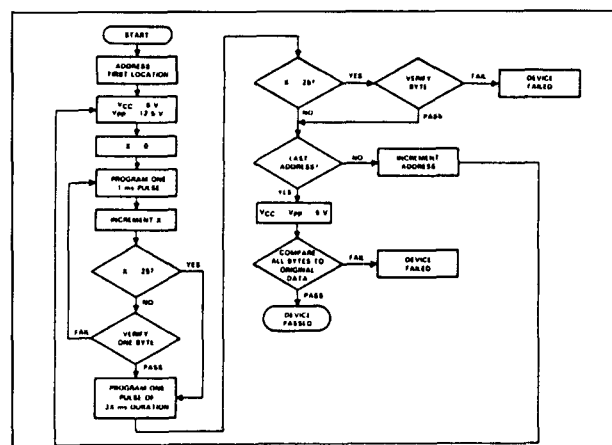 START
ADDRESS
FIRST LOCATION
VCC 6 V
Vpp 12.5 V
X 0
PROGRAM ONE
1 ms PULSE
INCREMENT X
X 25?
YES
NO
FAIL
VERIFY
ONE BYTE
PASS
PROGRAM ONE
PULSE OF
DURATION
X 25?
YES
NO
VERIFY
BYTE
FAIL
PASS
DEVICE
FAILED
LAST
ADDRESS?
NO
YES
INCREMENT
ADDRESS
VCC Vpp 5 V
COMPARE
ALL BYTES TO
ORIGINAL
DATA
FAIL
DEVICE
FAILED
PASS
DEVICE
PASSED